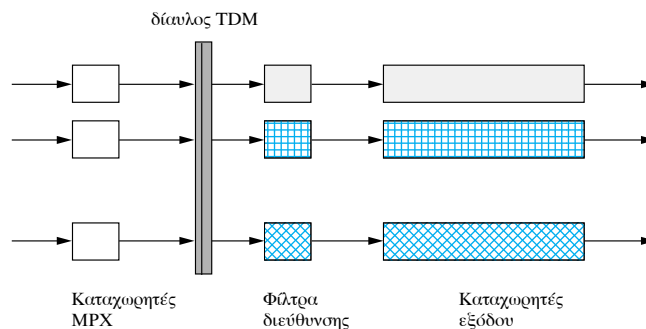 δίαυλος TDM
Καταχωρητές
MPX
Φίλτρα
διεύθυνσης
Καταχωρητές
εξόδου